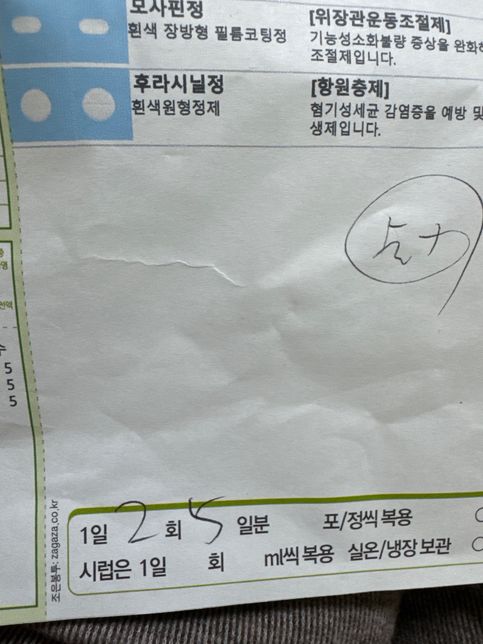 모사핀정 [위장관운동조절제]
흰색 장방형 필름코팅정 기능성소화불량 증상을 완화하
조절제입니다.
후라시닐정 [항원충제]
흰색원형정제 혐기성세균 감염증을 예방 및
생제입니다.
수
5
5
5
1일 2 회 5 일분 포/정씩 복용
시럽은 1일 회 ml씩 복용 실온/냉장 보관
조은봉투: zagaza.co.kr